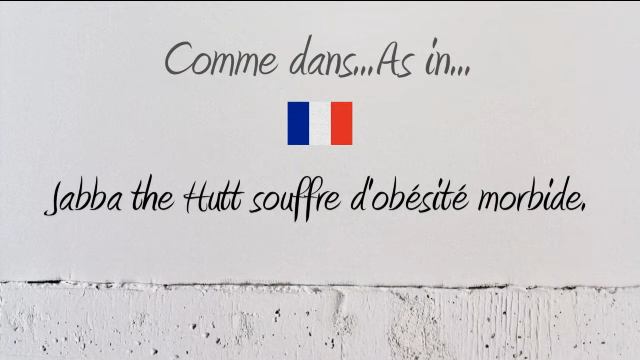 Comme dans...As in...
Jabba the Hutt souffre d'obésité morbide.